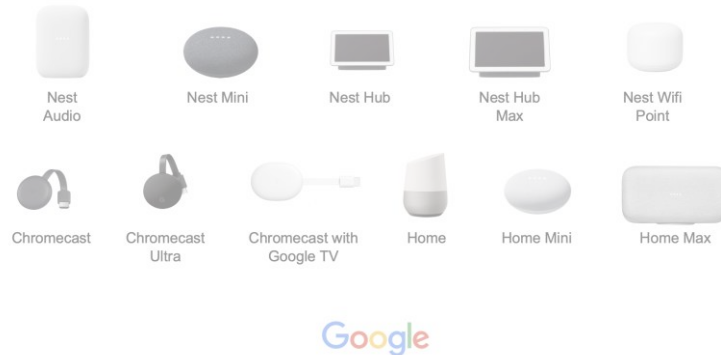 Nest Audio
Nest Mini
Nest Hub
Nest Hub Max
Nest Wifi Point
Chromecast
Chromecast Ultra
Chromecast with Google TV
Home
Home Mini
Home Max
Google